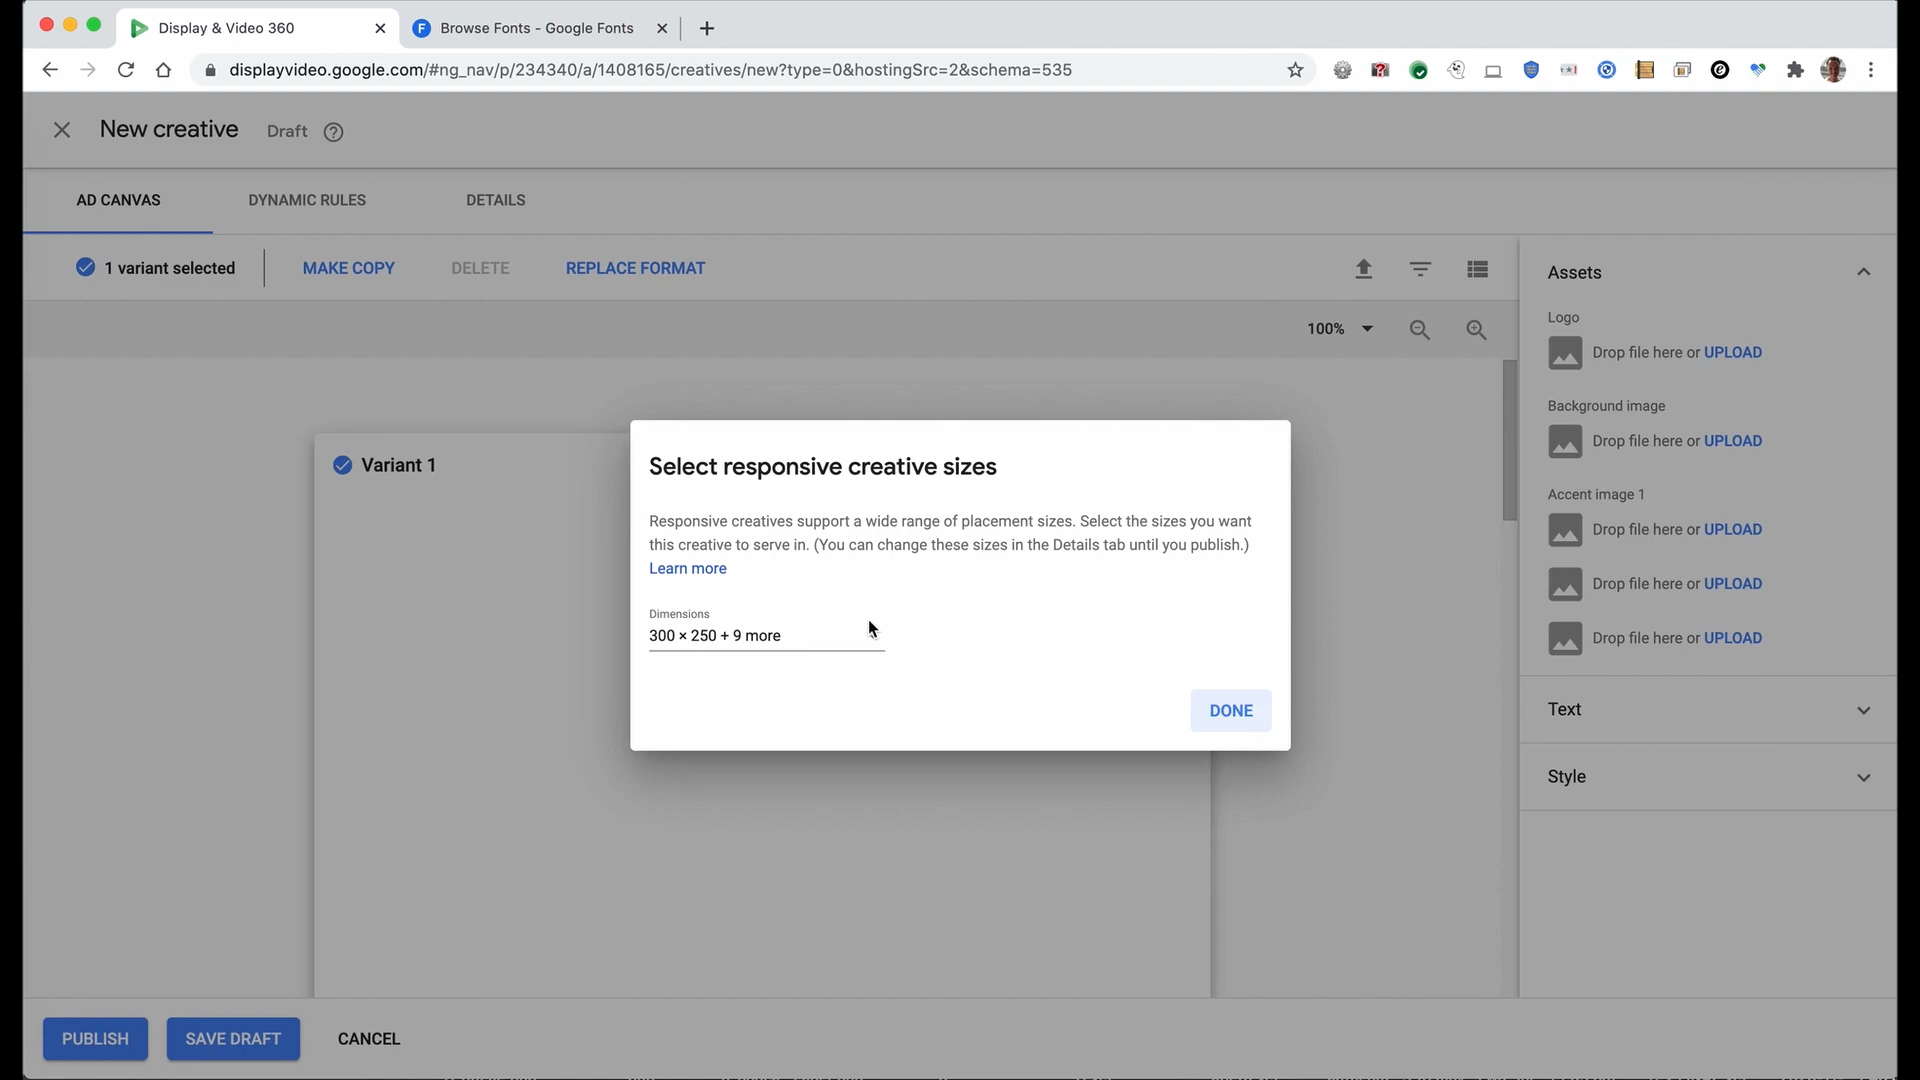 Display & Video 360
Browse Fonts - Google Fonts
displayvideo.google.com/#ng_nav/p/234340/a/1408165/creatives/new?type=0&hostingSrc=2&schema=535
New creative
Draft
AD CANVAS
DYNAMIC RULES
DETAILS
1 variant selected
MAKE COPY
DELETE
REPLACE FORMAT
100%
Variant 1
Select responsive creative sizes
Responsive creatives support a wide range of placement sizes. Select the sizes you want
this creative to serve in. (You can change these sizes in the Details tab until you publish.)
Learn more
Dimensions
300 × 250 + 9 more
DONE
Assets
Logo
Drop file here or UPLOAD
Background image
Drop file here or UPLOAD
Accent image 1
Drop file here or UPLOAD
Drop file here or UPLOAD
Drop file here or UPLOAD
Text
Style
PUBLISH
SAVE DRAFT
CANCEL